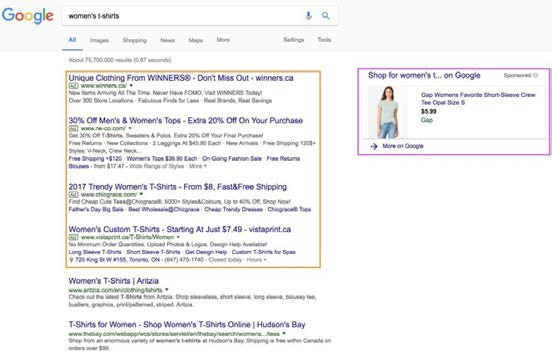 Google
women's t-shirts
All Images Shopping News Maps More Settings Tools
About 75,700,000 results (0.87 seconds)
Unique Clothing From WINNERS® - Don't Miss Out - winners.ca
Ad www.winners.ca/
New Items Arriving All The Time. Never Have FOMO, Visit WINNERS Today!
Over 300 Store Locations · Fabulous Finds for Less · Real Brands, Real Savings
30% Off Men's & Women's Tops - Extra 20% Off On Your Purchase
Ad www.rw-co.com/
Get 30% Off T-Shirts, Sweaters & Polos. Extra 20% Off Your Final Purchase!
Free Returns · New Collections · 2 Leggings At $45.90 Each · New Arrivals · Free Shipping 120$+
Styles: V-Neck, Crew Neck...
Free Shipping +$120 · Women's Tops $39.90 Each · On-Going Fashion Sale · Free Returns
Blouses - from $17.47 - Wide Range of Styles · More
2017 Trendy Women's T-Shirts - From $8, Fast&Free Shipping
Ad www.chicgrace.com/
Find Cheap Cute Tees@Chicgrace®, 5000+ Styles&Colours, Up to 40% Off, Shop Now!
Father's Day Big Sale · Best Wholesale@Chicgrace · Cheap Trendy Dresses · Chicgrace® Tops
Women's Custom T-Shirts - Starting At Just $7.49 - vistaprint.ca
Ad www.vistaprint.ca/T-Shirts/Women
No Minimum Order Quantities. Upload Photos & Logos. Design Help Available!
Long Sleeve T-Shirts · Short Sleeve T-Shirts · Get Design Help · Custom T-Shirts for Spas
720 King St W #155, Toronto, ON - (647) 475-1740 - Closed today · Hours
Women's T-Shirts | Aritzia
www.aritzia.com/en/clothing/tshirts
Check out the latest T-Shirts from Aritzia. Shop sleeveless, short sleeve, long sleeve, blousey tee,
bustiers, graphics, print/patterned, striped. Aritzia.
T-Shirts for Women - Shop Women's T-Shirts Online | Hudson's Bay
www.thebay.com/webapp/wcs/stores/servlet/en/thebay/search/womens.../tees
Shop from an enormous variety of women's t-shirts at Hudson's Bay. Shipping is free within Canada on
orders over $99.
Shop for women's t... on Google Sponsored
Gap Womens Favorite Short-Sleeve Crew
Tee Opal Size S
$5.99
Gap
More on Google